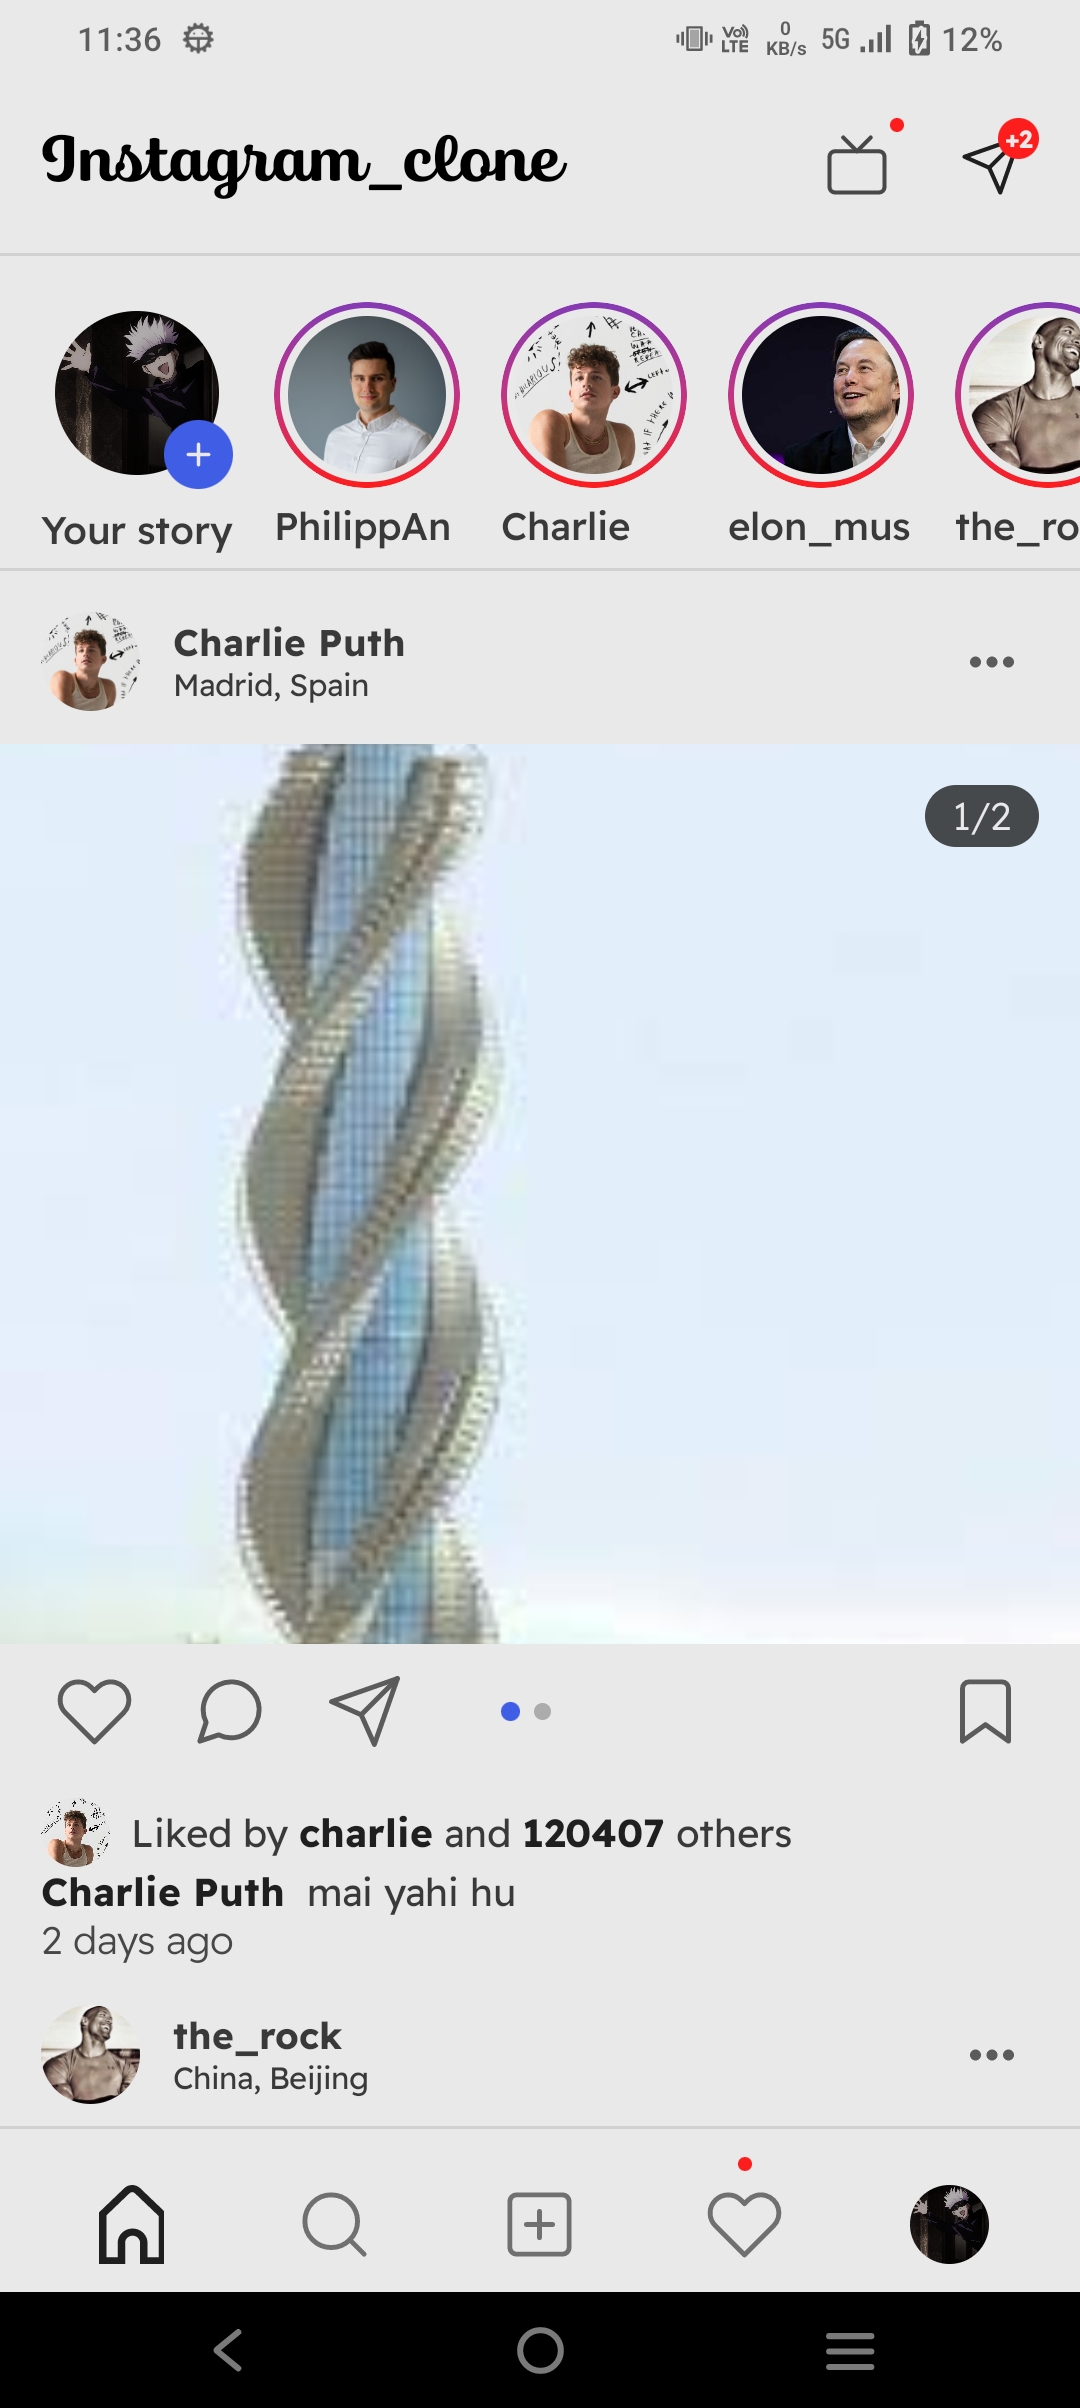 11:36 VoD LTE 0 KB/s 5G 12%
Instagram_clone
+2
Your story PhilippAn Charlie elon_mus the_ro
Charlie Puth
Madrid, Spain
1/2
Liked by charlie and 120407 others
Charlie Puth mai yahi hu
2 days ago
the_rock
China, Beijing